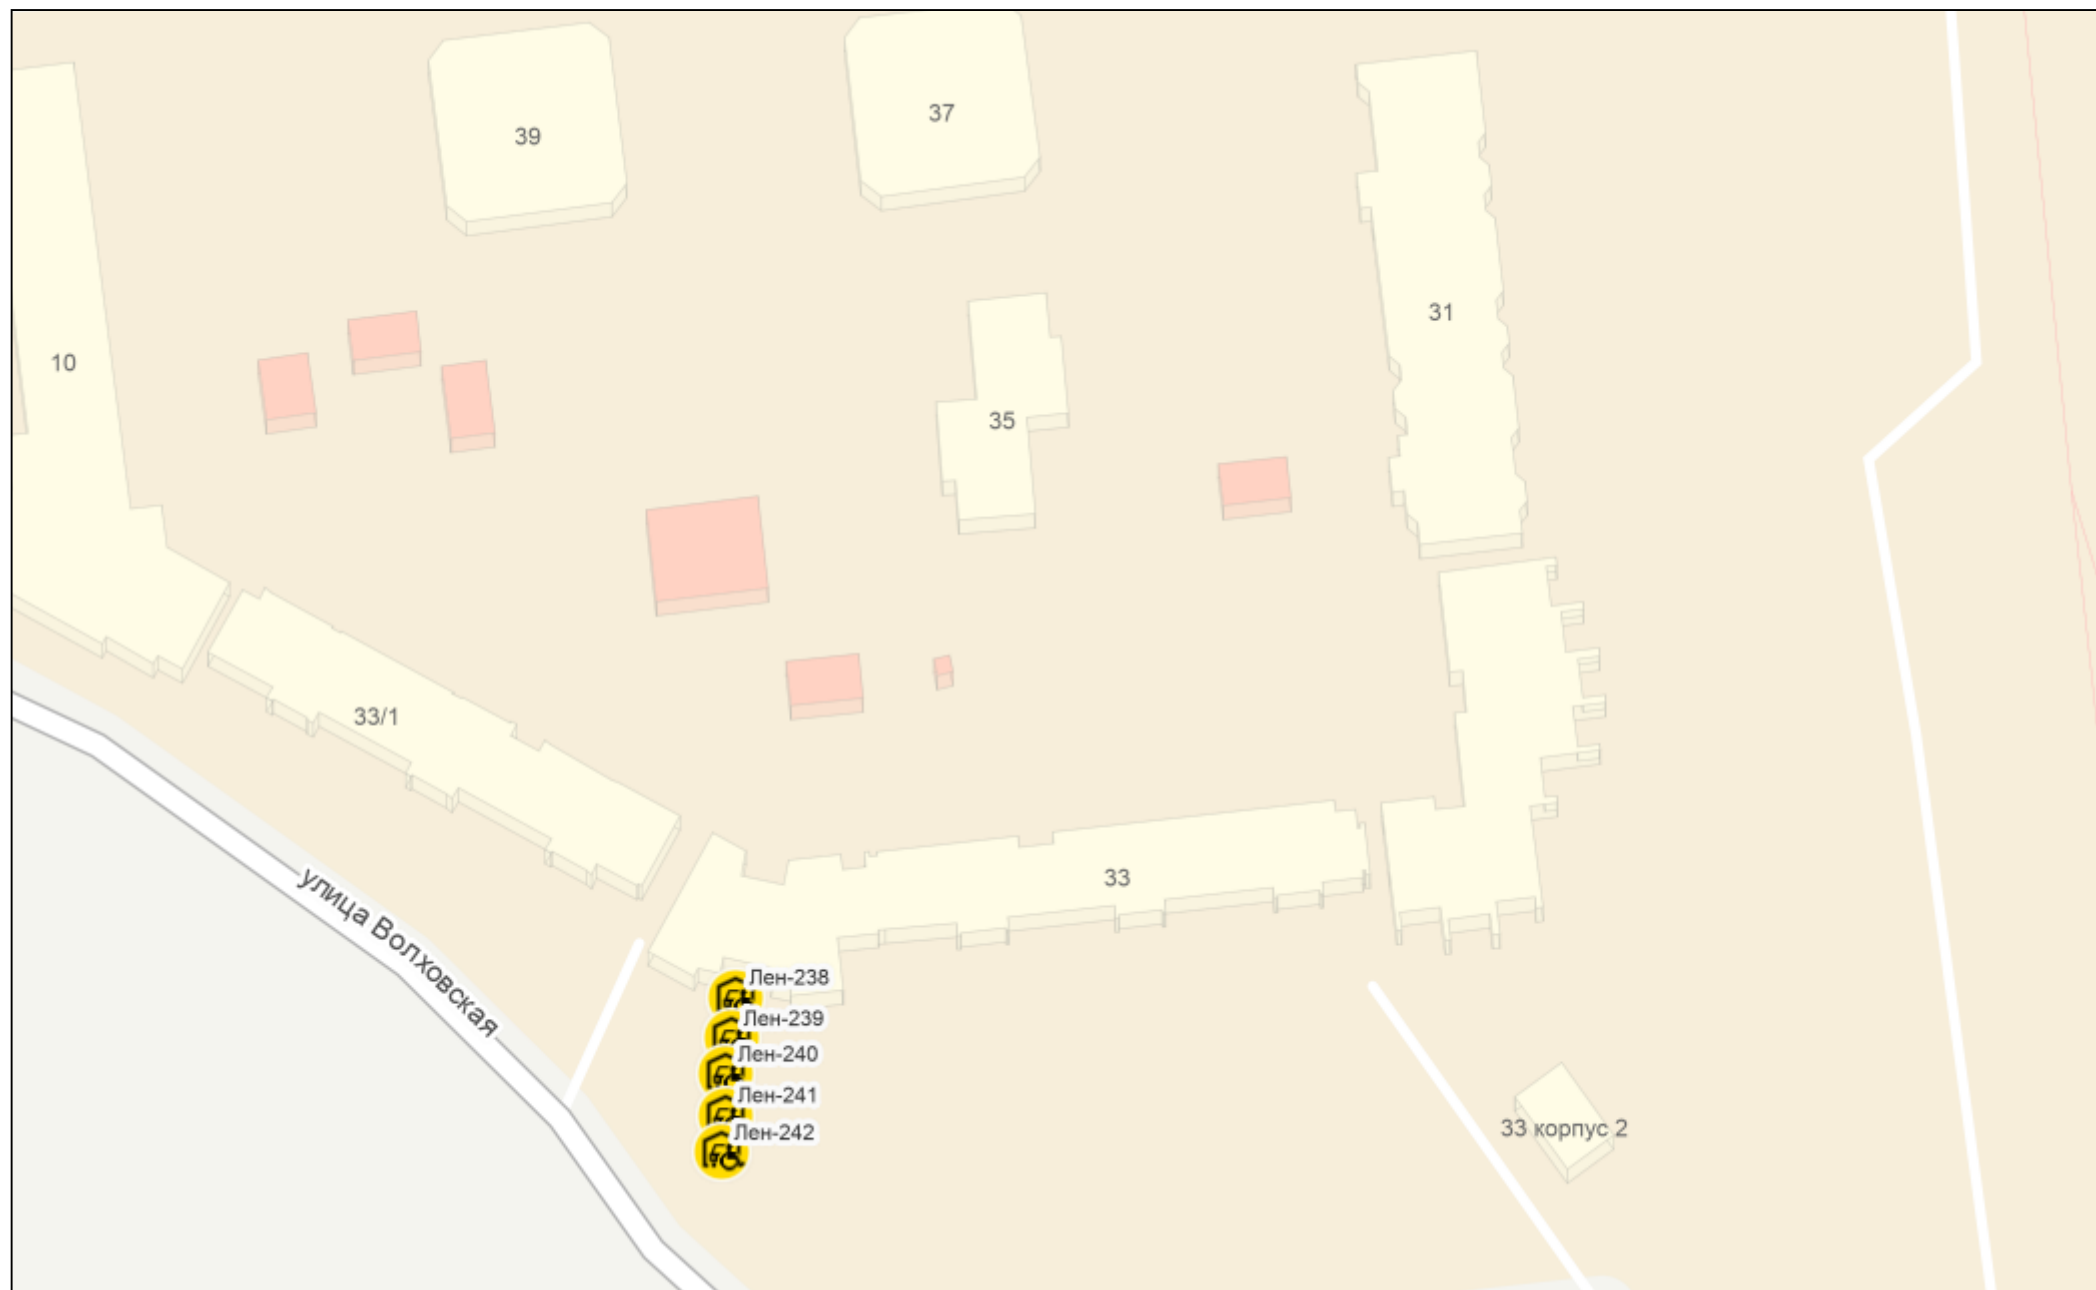 37
39
31
10
35
33/1
33
улица Волховская
Лен-238
Лен-239
Лен-240
Лен-241
Лен-242
33 корпус 2